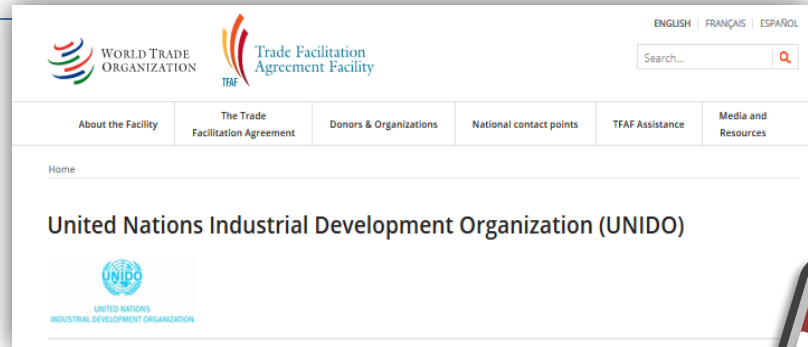 ENGLISH | FRANÇAIS | ESPAÑOL
WORLD TRADE
ORGANIZATION
TFAF
Trade Facilitation
Agreement Facility
Search...
About the Facility
The Trade
Facilitation Agreement
Donors & Organizations
National contact points
TFAF Assistance
Media and
Resources
Home
United Nations Industrial Development Organization (UNIDO)
UNIDO
UNITED NATIONS
INDUSTRIAL DEVELOPMENT ORGANIZATION